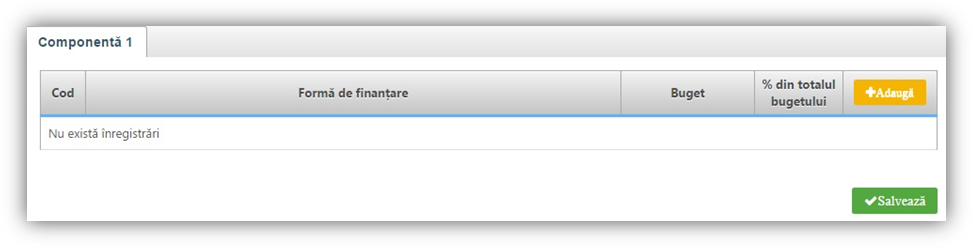 Componentă 1
Cod Formă de finanțare Buget % din totalul bugetului Adaugă
Nu există înregistrări
Salvează